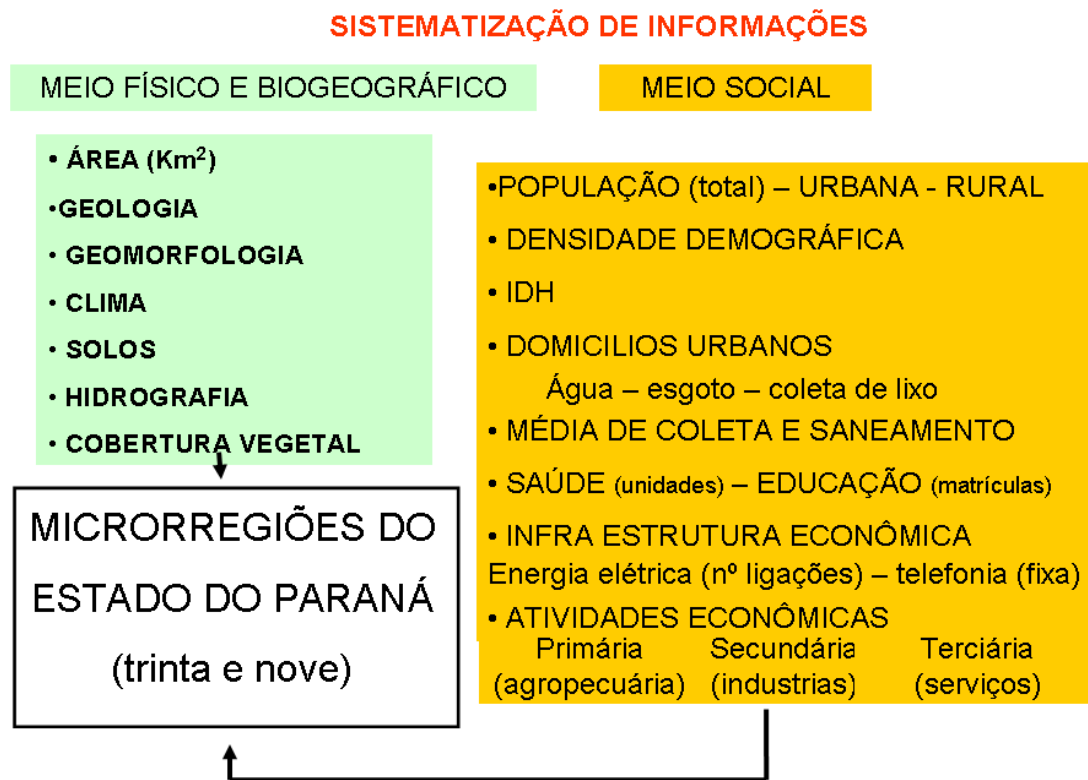 SISTEMATIZAÇÃO DE INFORMAÇÕES
MEIO FÍSICO E BIOGEOGRÁFICO
• ÁREA (Km²)
•GEOLOGIA
• GEOMORFOLOGIA
• CLIMA
• SOLOS
• HIDROGRAFIA
• COBERTURA VEGETAL
MICRORREGIÕES DO
ESTADO DO PARANÁ
(trinta e nove)
MEIO SOCIAL
•POPULAÇÃO (total) – URBANA - RURAL
• DENSIDADE DEMOGRÁFICA
• IDH
• DOMICILIOS URBANOS
Água – esgoto – coleta de lixo
• MÉDIA DE COLETA E SANEAMENTO
• SAÚDE (unidades) – EDUCAÇÃO (matrículas)
• INFRA ESTRUTURA ECONÔMICA
Energia elétrica (nº ligações) – telefonia (fixa)
• ATIVIDADES ECONÔMICAS
Primária Secundária Terciária
(agropecuária) (industrias) (serviços)